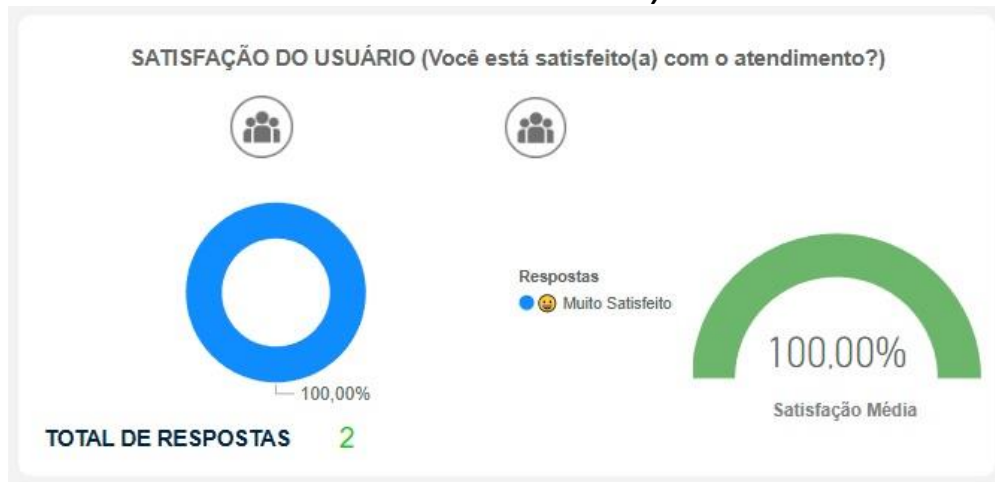 SATISFAÇÃO DO USUÁRIO (Você está satisfeito(a) com o atendimento?)
Respostas
Muito Satisfeito
100,00%
100,00%
Satisfação Média
TOTAL DE RESPOSTAS 2